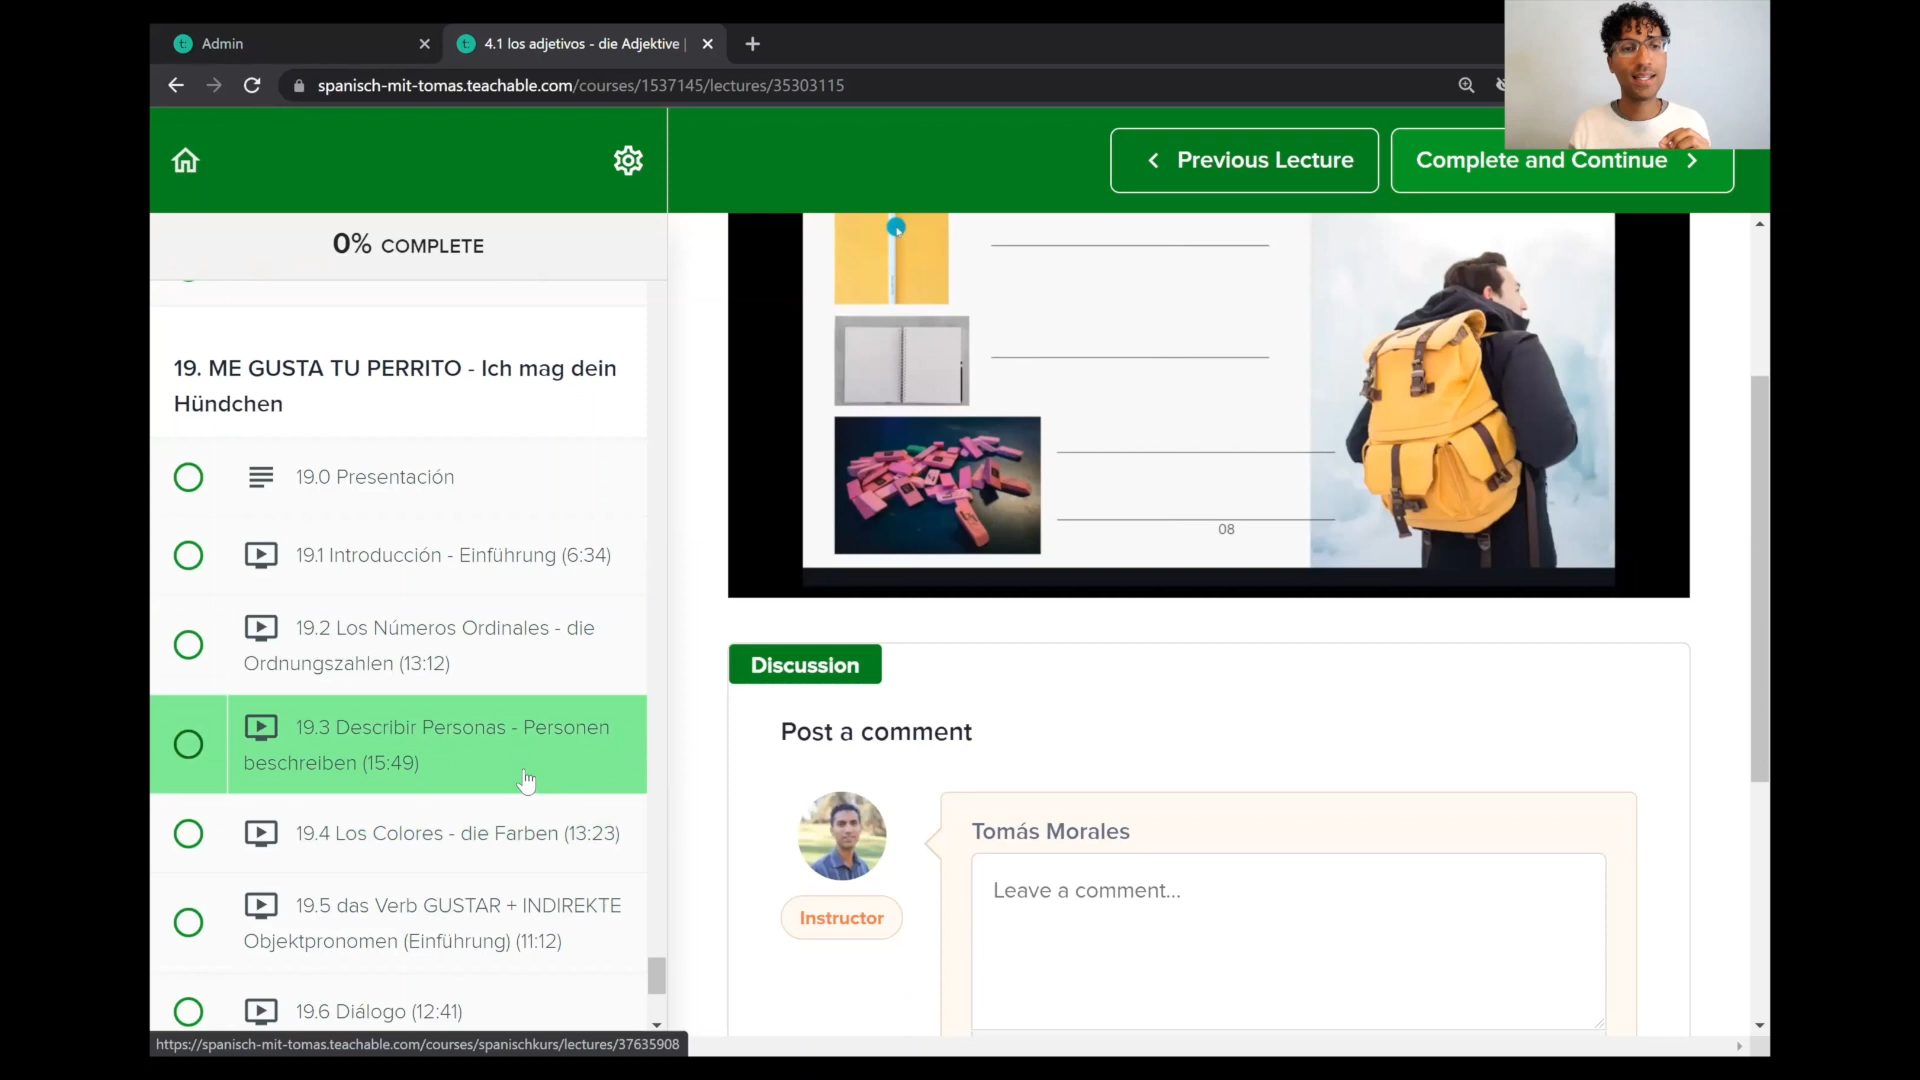 Admin
4.1 los adjetivos - die Adjektive |
spanisch-mit-tomas.teachable.com/courses/1537145/lectures/35303115
Previous Lecture
Complete and Continue
0% COMPLETE
19. ME GUSTA TU PERRITO - Ich mag dein
Hündchen
19.0 Presentación
19.1 Introducción - Einführung (6:34)
19.2 Los Números Ordinales - die
Ordnungszahlen (13:12)
19.3 Describir Personas - Personen
beschreiben (15:49)
19.4 Los Colores - die Farben (13:23)
19.5 das Verb GUSTAR + INDIREKTE
Objektpronomen (Einführung) (11:12)
19.6 Diálogo (12:41)
https://spanisch-mit-tomas.teachable.com/courses/spanischkurs/lectures/37635908
08
Discussion
Post a comment
Tomás Morales
Leave a comment...
Instructor